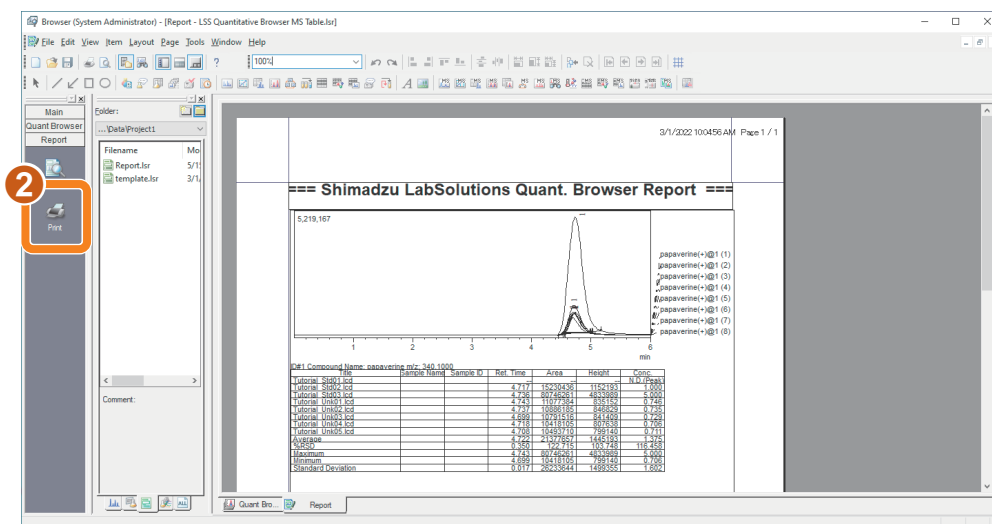 Browser (System Administrator) - [Report - LSS Quantitative Browser MS Table.lsr]
File Edit View Item Layout Page Tools Window Help
100%
Main
Quant Browser
Report
2
Print
Folder:
...\Data\Project1
Filename Mo
Report.lsr 5/1
template.lsr 3/1/
Comment:
3/1/2022 10:04:56 AM Page 1 / 1
=== Shimadzu LabSolutions Quant. Browser Report ===
5,219,167
papaverine(+)@1 (1)
papaverine(+)@1 (2)
papaverine(+)@1 (3)
papaverine(+)@1 (4)
papaverine(+)@1 (5)
papaverine(+)@1 (6)
papaverine(+)@1 (7)
papaverine(+)@1 (8)
1 2 3 4 5 6
min
ID#1 Compound Name: papaverine m/z: 340.1000
Title Sample Name Sample ID Ret. Time Area Height Conc.
Tutorial_Std01.lcd -- -- -- N.D.(Peak)
Tutorial_Std02.lcd 4.717 15230436 1152193 1.000
Tutorial_Std03.lcd 4.736 80746261 4833989 5.000
Tutorial_Unk01.lcd 4.743 11077384 835152 0.746
Tutorial_Unk02.lcd 4.737 10886185 846829 0.735
Tutorial_Unk03.lcd 4.699 10791516 841409 0.729
Tutorial_Unk04.lcd 4.718 10418105 807638 0.706
Tutorial_Unk05.lcd 4.708 10493710 799140 0.711
Average 4.722 21377657 1445193 1.375
%RSD 0.350 122.715 103.748 116.458
Maximum 4.743 80746261 4833989 5.000
Minimum 4.699 10418105 799140 0.706
Standard Deviation 0.017 26233644 1499355 1.602
ALL
Quant Bro... Report